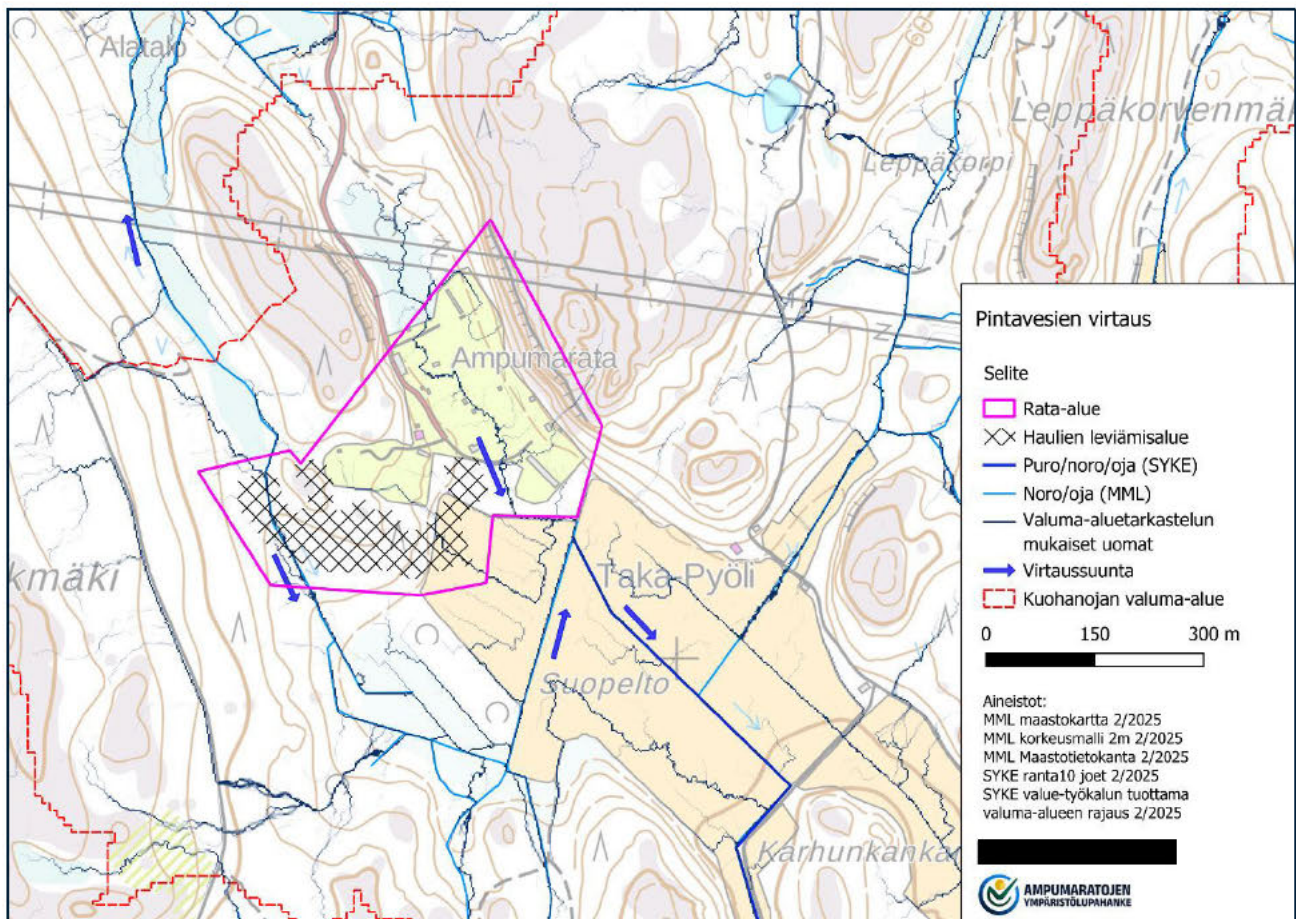 Alatalo
60
Leppäkorvenmäk
Leppäkorpi
Z
Z
Ampumarata
kmäki
Taka-Pyöli
Suopelto
Karhunkanka
Pintavesien virtaus
Selite
Rata-alue
Haulien leviämisalue
Puro/noro/oja (SYKE)
Noro/oja (MML)
Valuma-aluetarkastelun
mukaiset uomat
Virtaussuunta
Kuohanojan valuma-alue
0 150 300 m
Aineistot:
MML maastokartta 2/2025
MML korkeusmalli 2m 2/2025
MML Maastotietokanta 2/2025
SYKE ranta10 joet 2/2025
SYKE value-työkalun tuottama
valuma-alueen rajaus 2/2025
AMPUMARATOJEN
YMPÄRISTÖLUPAHANKE